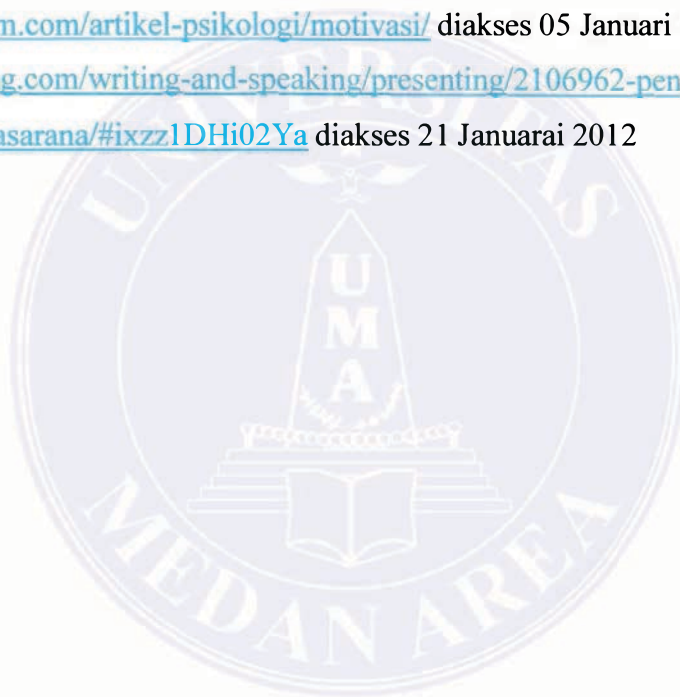 m.com/artikel-psikologi/motivasi/ diakses 05 Januari
g.com/writing-and-speaking/presenting/2106962-pen
asarana/#ixzz1DHi02Ya diakses 21 Januarai 2012
UNIVERSITAS
U
M
A
MEDAN AREA